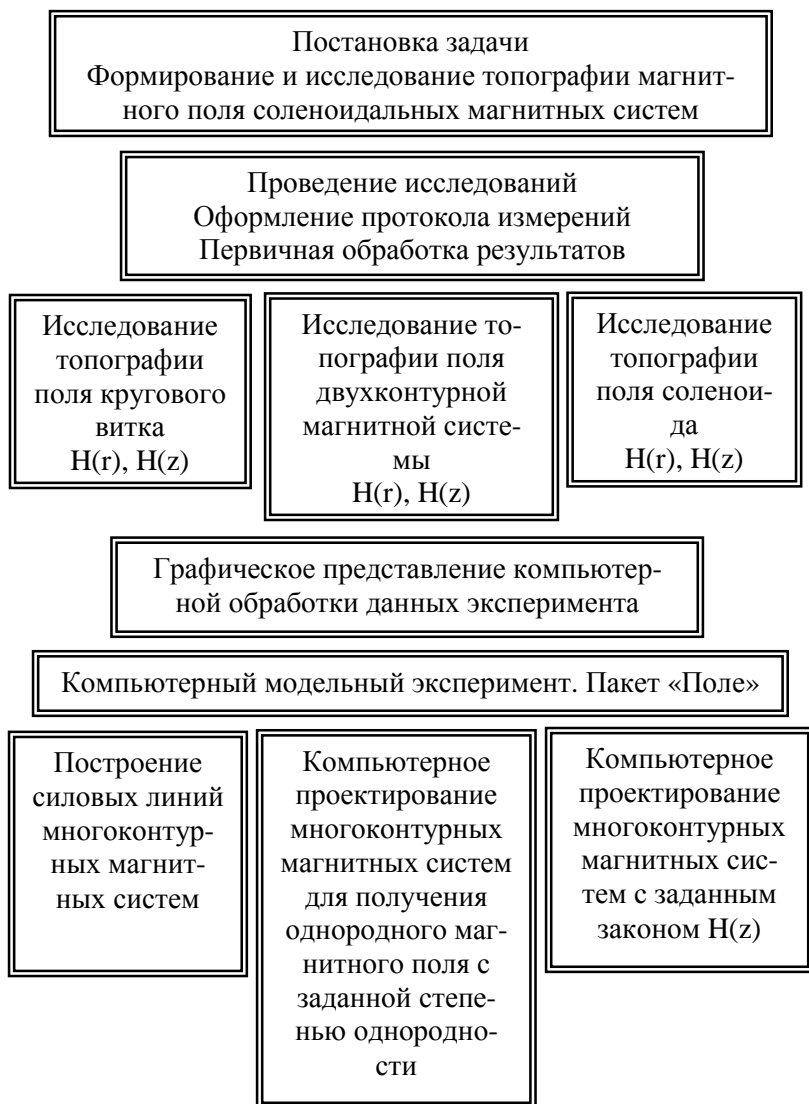 Постановка задачи
Формирование и исследование топографии магнит-
ного поля соленоидальных магнитных систем
Проведение исследований
Оформление протокола измерений
Первичная обработка результатов
Исследование
топографии
поля кругового
витка
H(r), H(z)
Исследование то-
пографии поля
двухконтурной
магнитной систе-
мы
H(r), H(z)
Исследование
топографии
поля соленои-
да
H(r), H(z)
Графическое представление компьютер-
ной обработки данных эксперимента
Компьютерный модельный эксперимент. Пакет «Поле»
Построение
силовых линий
многоконтур-
ных магнит-
ных систем
Компьютерное
проектирование
многоконтурных
магнитных систем
для получения
однородного маг-
нитного поля с
заданной степе-
нью однородно-
сти
Компьютерное
проектирование
многоконтурных
магнитных сис-
тем с заданным
законом H(z)